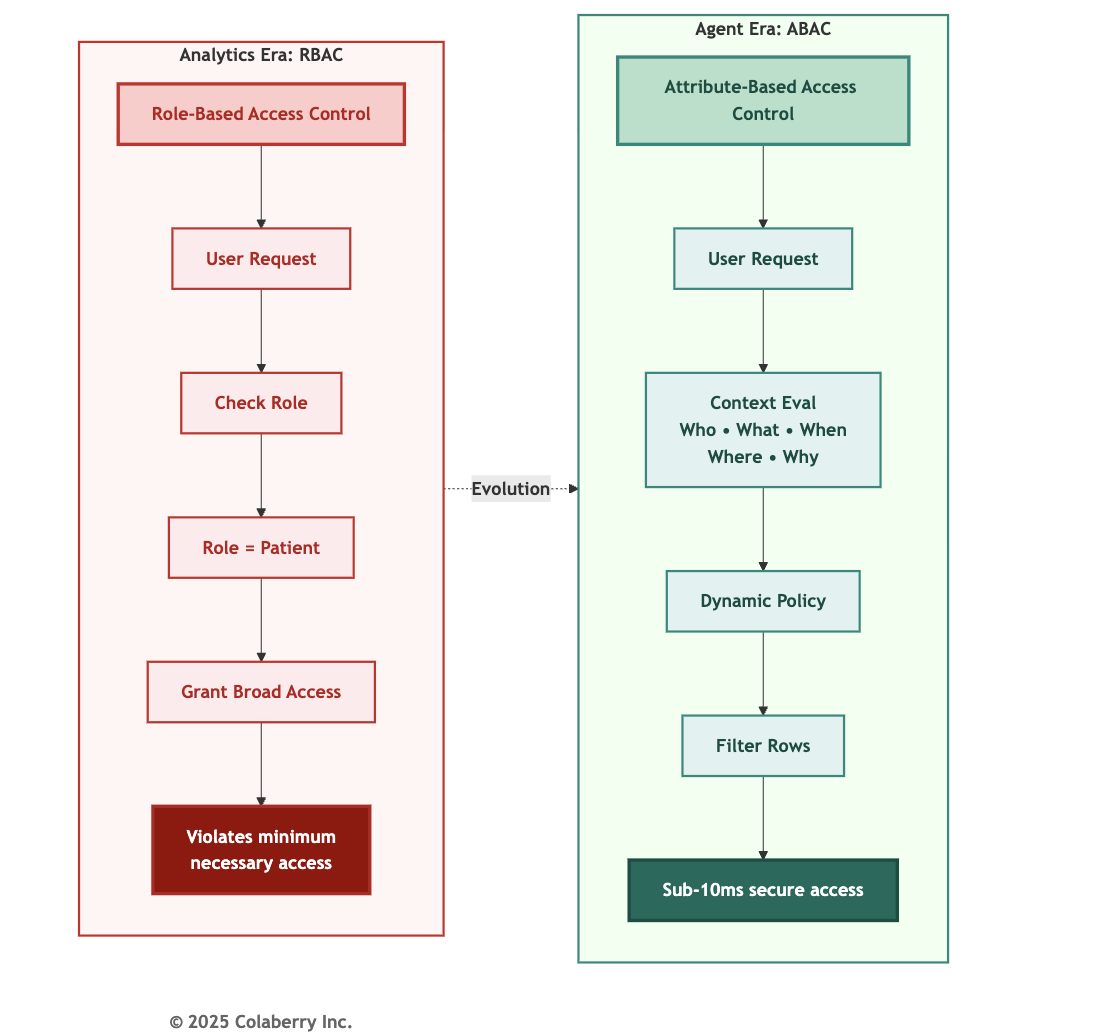 Analytics Era: RBAC
Role-Based Access Control
User Request
Check Role
Role = Patient
Grant Broad Access
Violates minimum
necessary access
Evolution
Agent Era: ABAC
Attribute-Based Access
Control
User Request
Context Eval
Who • What • When
Where • Why
Dynamic Policy
Filter Rows
Sub-10ms secure access
© 2025 Colaberry Inc.